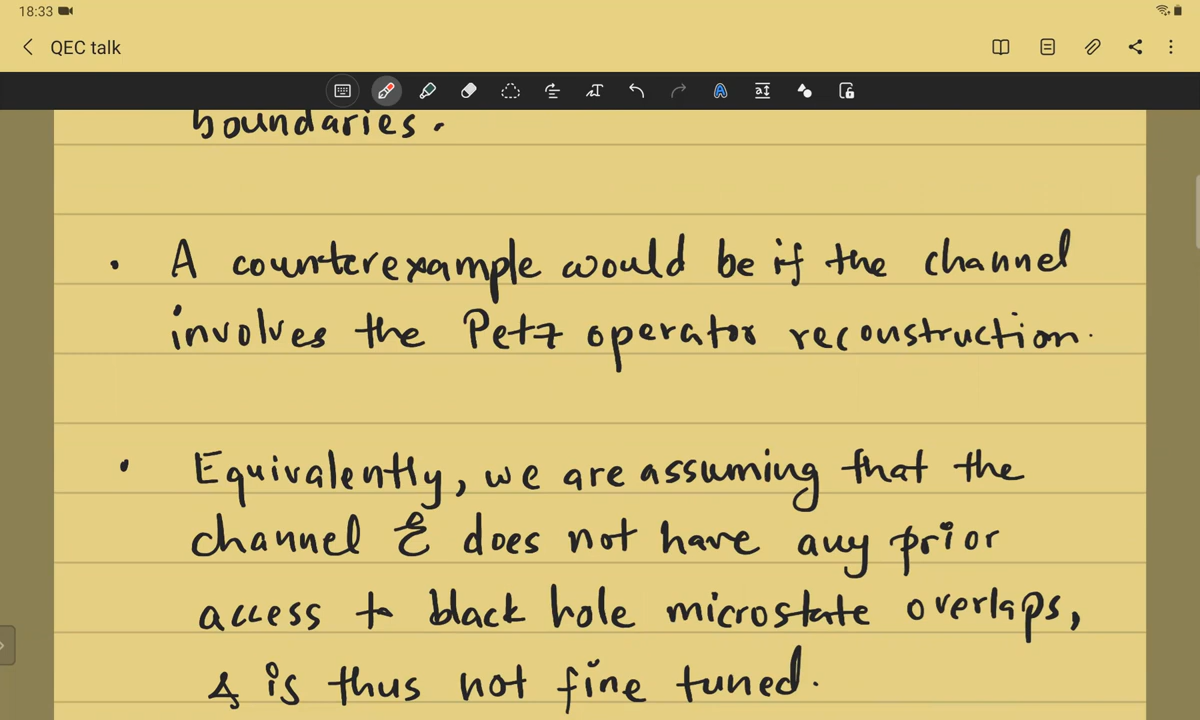 18:33
QEC talk
boundaries.
• A counterexample would be if the channel
involves the Petz operator reconstruction.
• Equivalently, we are assuming that the
channel ℰ does not have any prior
access to black hole microstate overlaps,
& is thus not fine tuned.